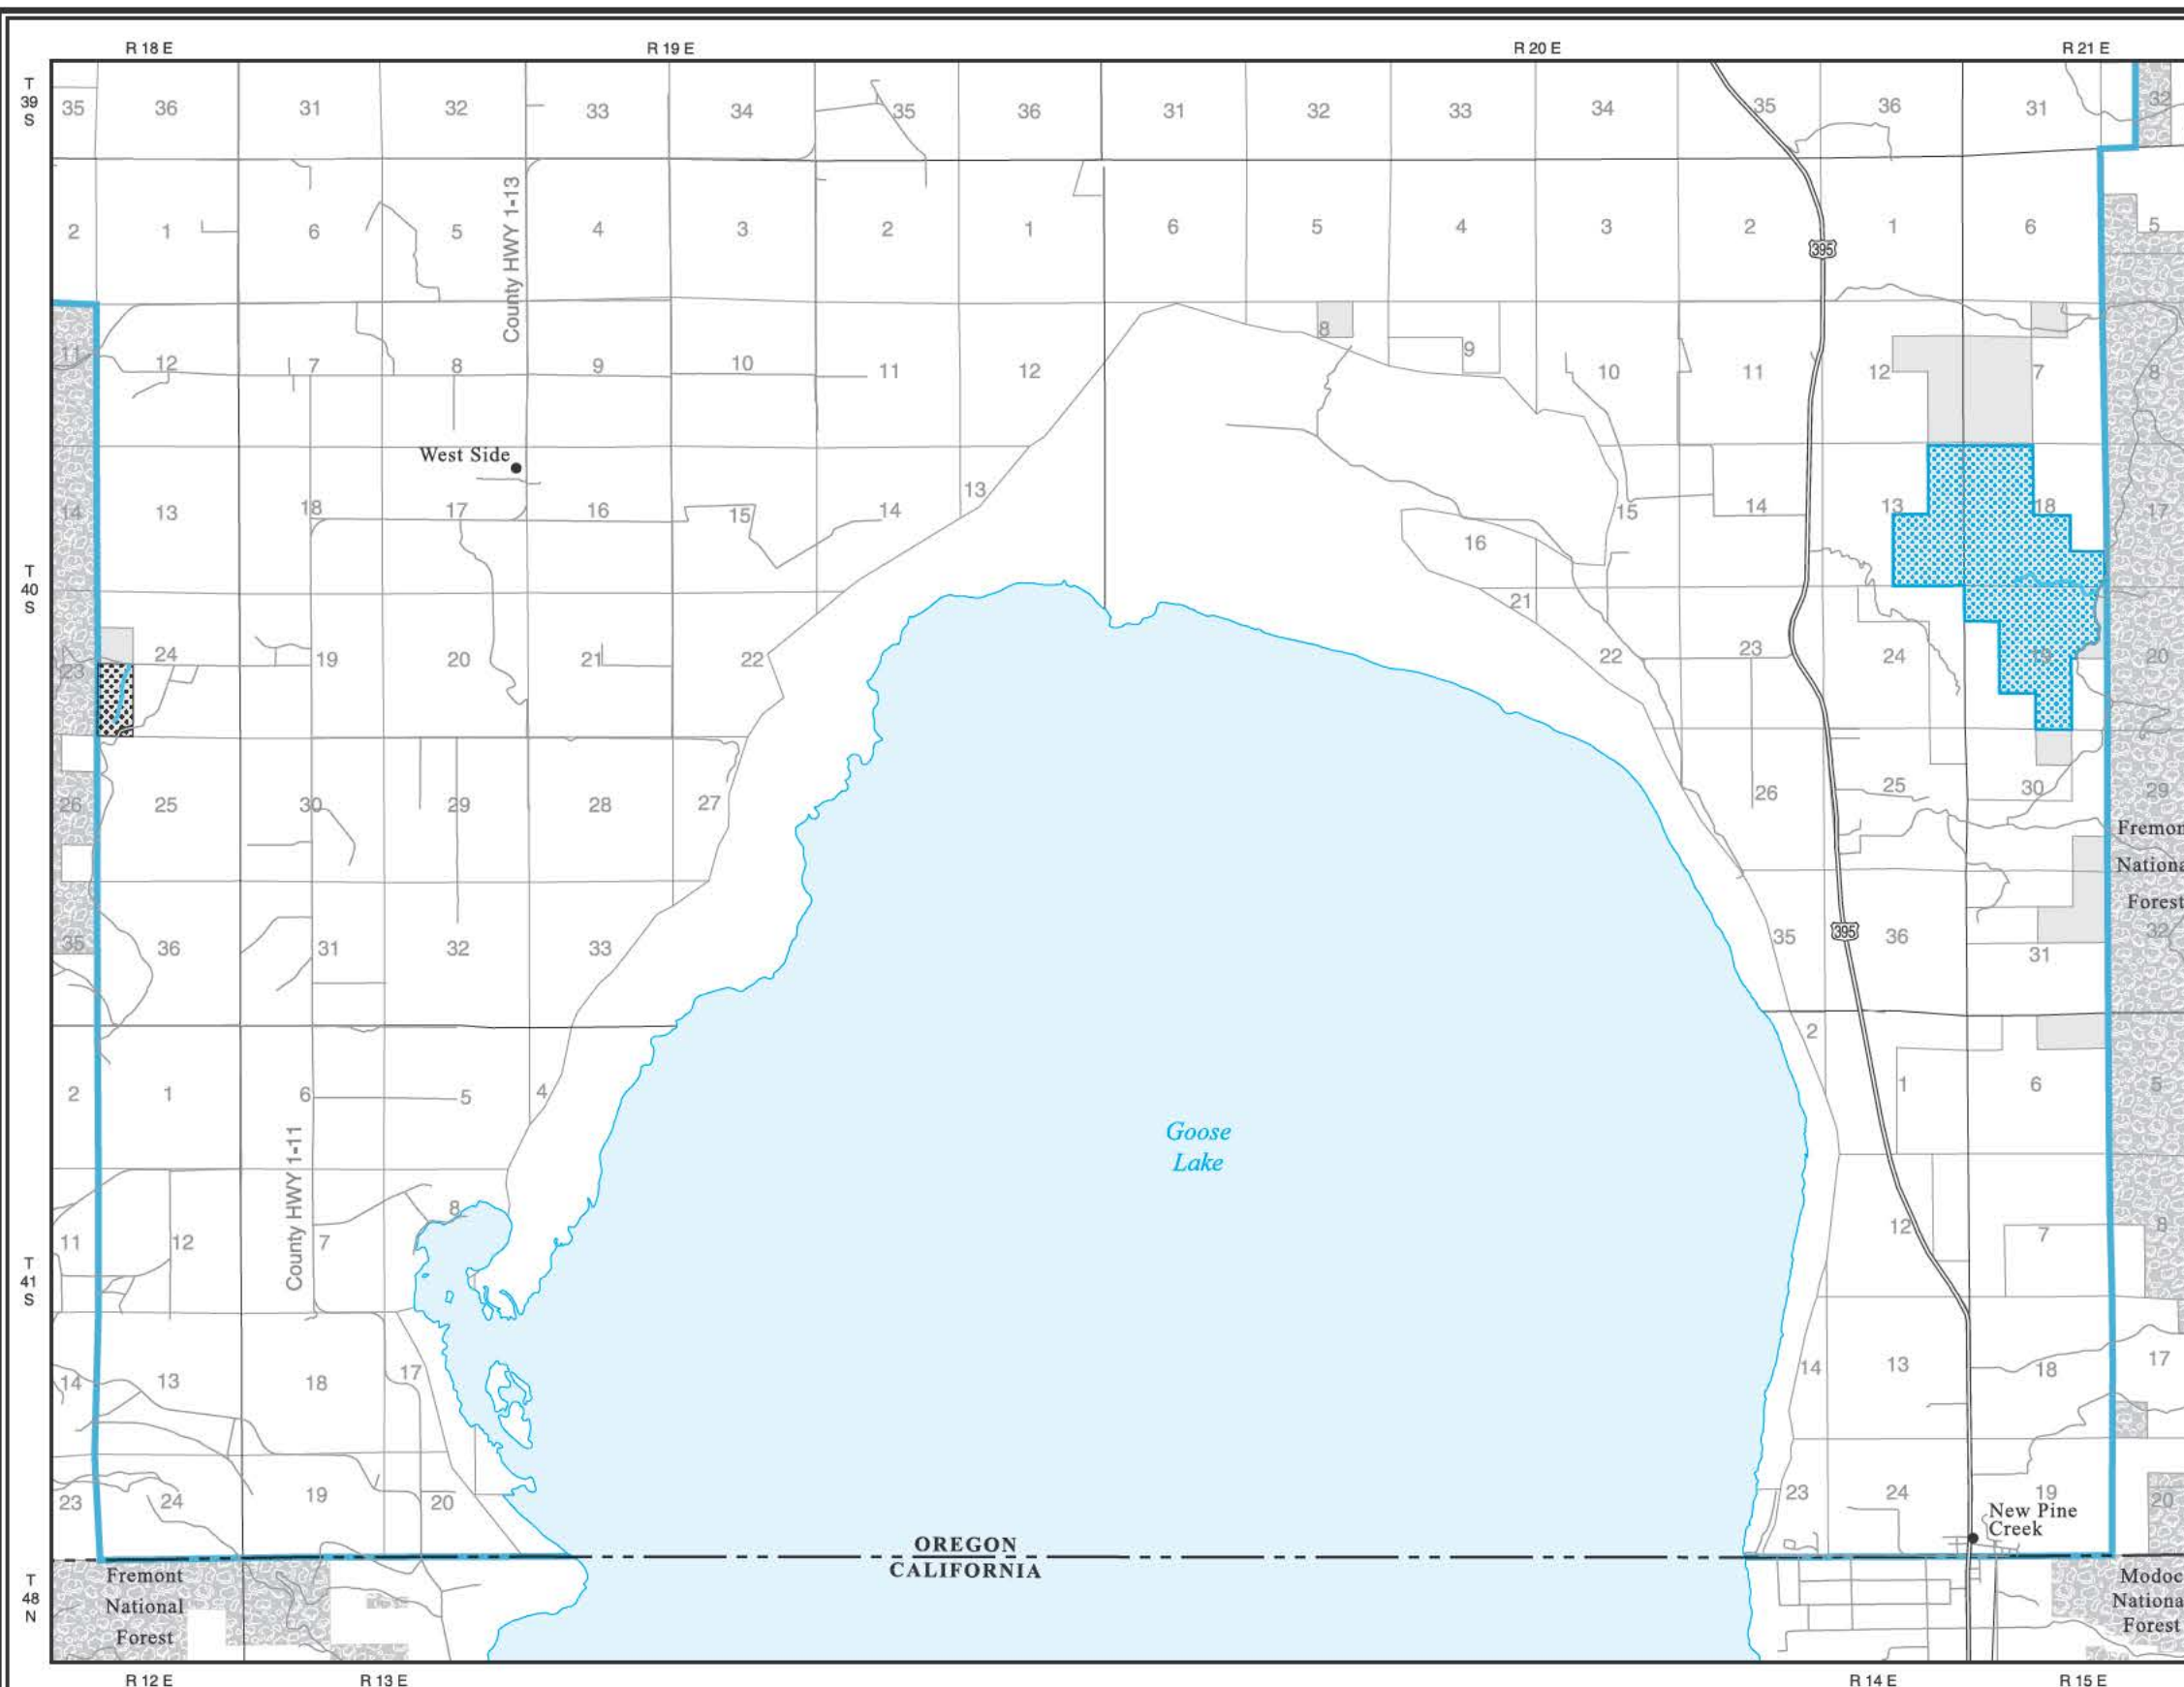 R 18 E R 19 E R 20 E R 21 E
T
39
S
35 36 31 32 33 34 35 36 31 32 33 34 35 36 31 32
County HWY 1-13
2 1 6 5 4 3 2 1 6 5 4 3 2 1 6 5
395
11 12 7 8 9 10 11 12 8 9 10 11 12 7 8
West Side
14 13 18 17 16 15 14 13 16 15 14 13 18 17
T
40
S
23 24 19 20 21 22 21 22 23 24 19 20
26 25 30 29 28 27 26 25 30 29
Fremon
Nationa
Forest
35 36 31 32 33 35 395 36 31 32
2 1 6 5 4 2 1 6 5
Goose
Lake
County HWY 1-11
T
41
S
11 12 7 8 12 7 8
14 13 18 17 14 13 18 17
23 24 19 20 23 24 19 20
New Pine
Creek
OREGON
CALIFORNIA
T
48
N
Fremont
National
Forest
Modoc
Nationa
Forest
R 12 E R 13 E R 14 E R 15 E